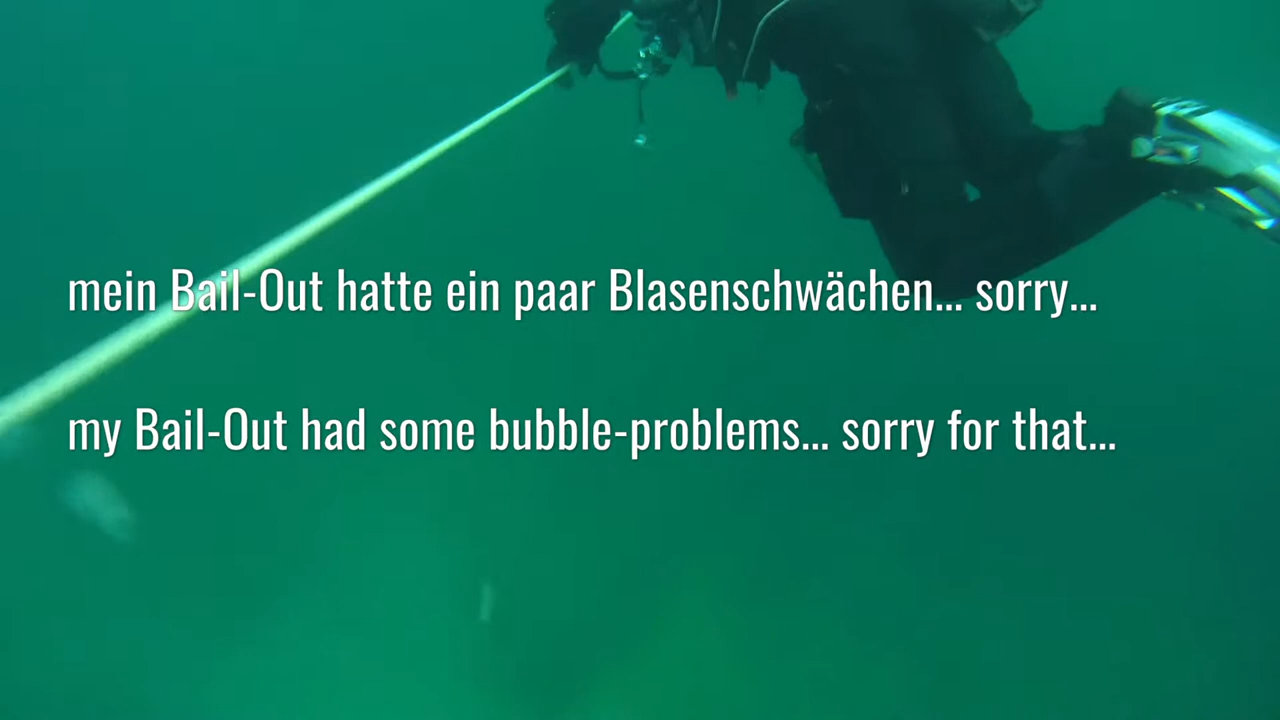 mein Bail-Out hatte ein paar Blasenschwächen... sorry...
my Bail-Out had some bubble-problems... sorry for that...